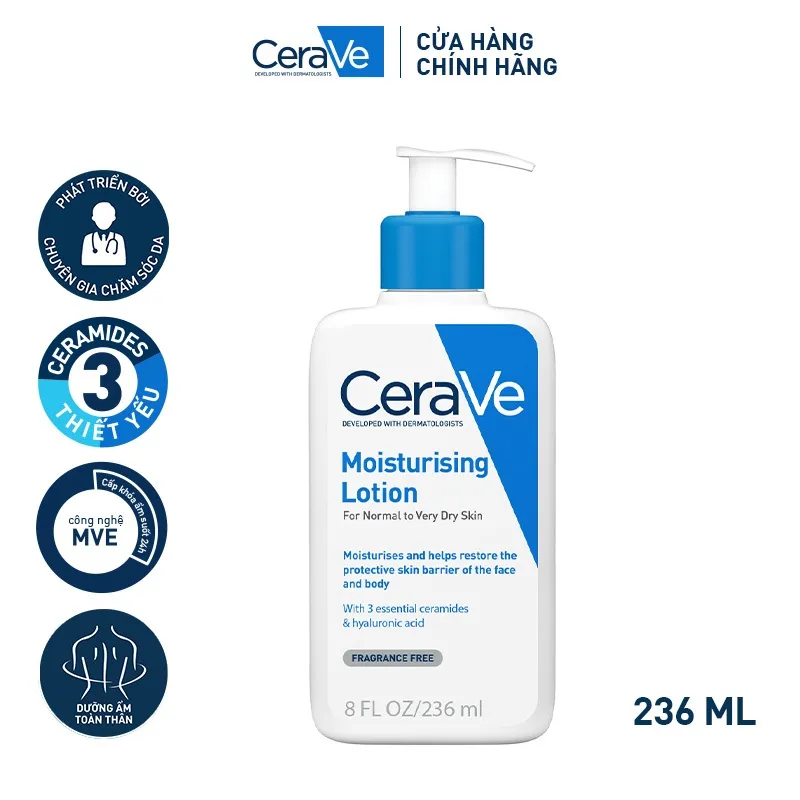 CeraVe
DEVELOPED WITH DERMATOLOGISTS
CỬA HÀNG
CHÍNH HÃNG
PHÁT TRIỂN BỞI
CHUYÊN GIA CHĂM SÓC DA
CERAMIDES
3
THIẾT YẾU
Cấp khóa ẩm suốt 24h
công nghệ
MVE
DƯỠNG ẨM
TOÀN THÂN
CeraVe
DEVELOPED WITH DERMATOLOGISTS
Moisturising
Lotion
For Normal to Very Dry Skin
Moisturises and helps restore the
protective skin barrier of the face
and body
With 3 essential ceramides
& hyaluronic acid
FRAGRANCE FREE
8 FL OZ/236 ml
236 ML